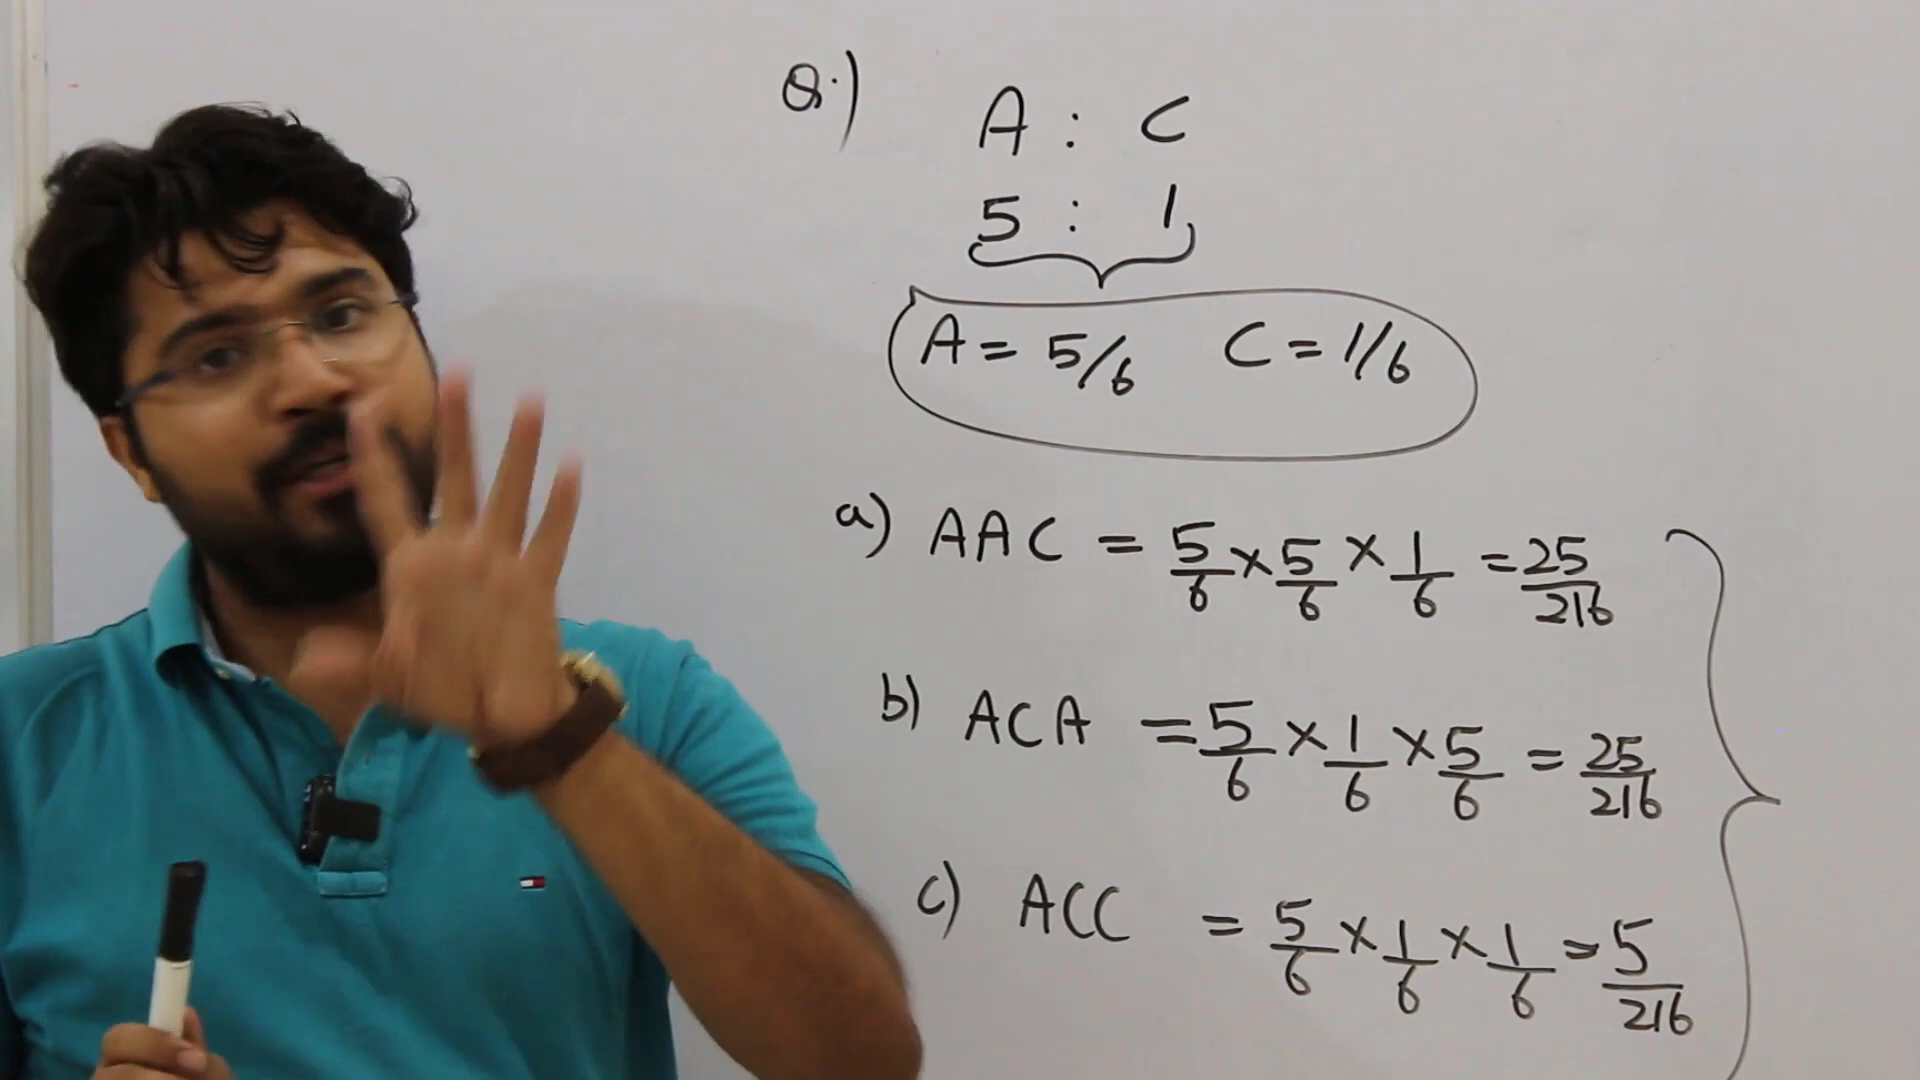 Q.) A : C
5 : 1
A = 5/6 C = 1/6
a) AAC = 5/6 × 5/6 × 1/6 = 25/216
b) ACA = 5/6 × 1/6 × 5/6 = 25/216
c) ACC = 5/6 × 1/6 × 1/6 = 5/216